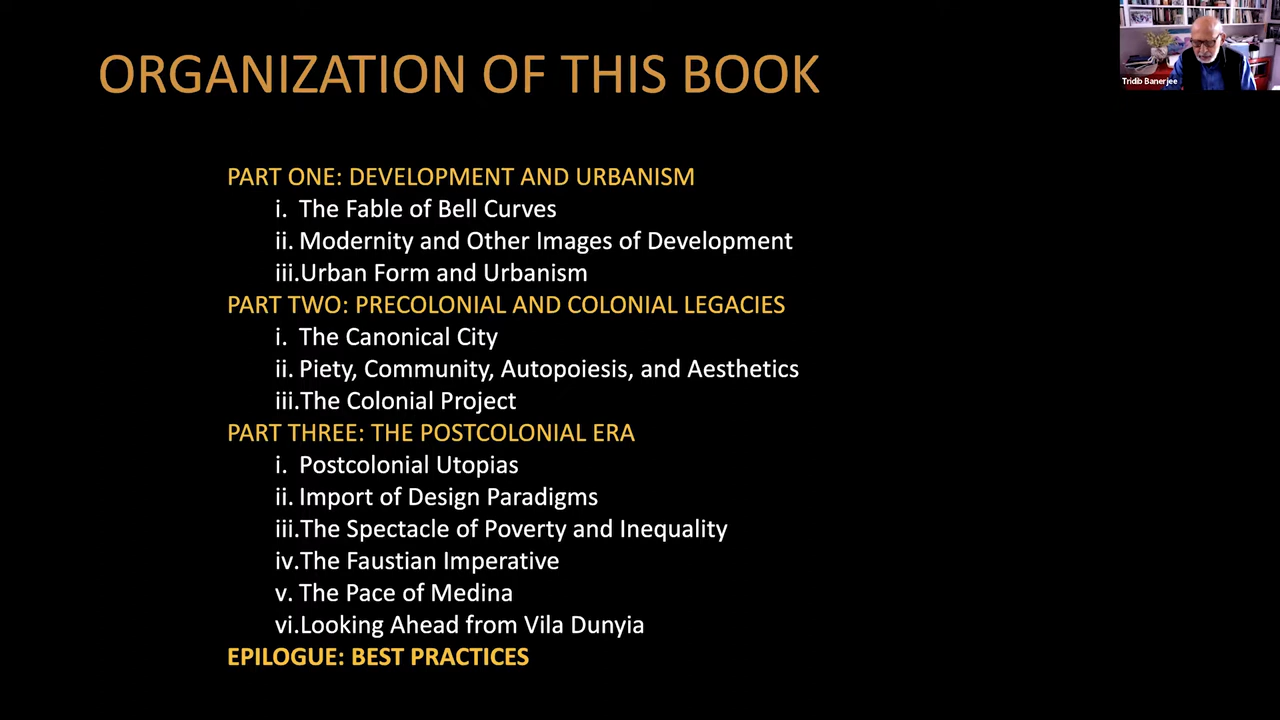 ORGANIZATION OF THIS BOOK
Tridib Banerjee
PART ONE: DEVELOPMENT AND URBANISM
i. The Fable of Bell Curves
ii. Modernity and Other Images of Development
iii.Urban Form and Urbanism
PART TWO: PRECOLONIAL AND COLONIAL LEGACIES
i. The Canonical City
ii. Piety, Community, Autopoiesis, and Aesthetics
iii.The Colonial Project
PART THREE: THE POSTCOLONIAL ERA
i. Postcolonial Utopias
ii. Import of Design Paradigms
iii.The Spectacle of Poverty and Inequality
iv.The Faustian Imperative
v. The Pace of Medina
vi.Looking Ahead from Vila Dunyia
EPILOGUE: BEST PRACTICES